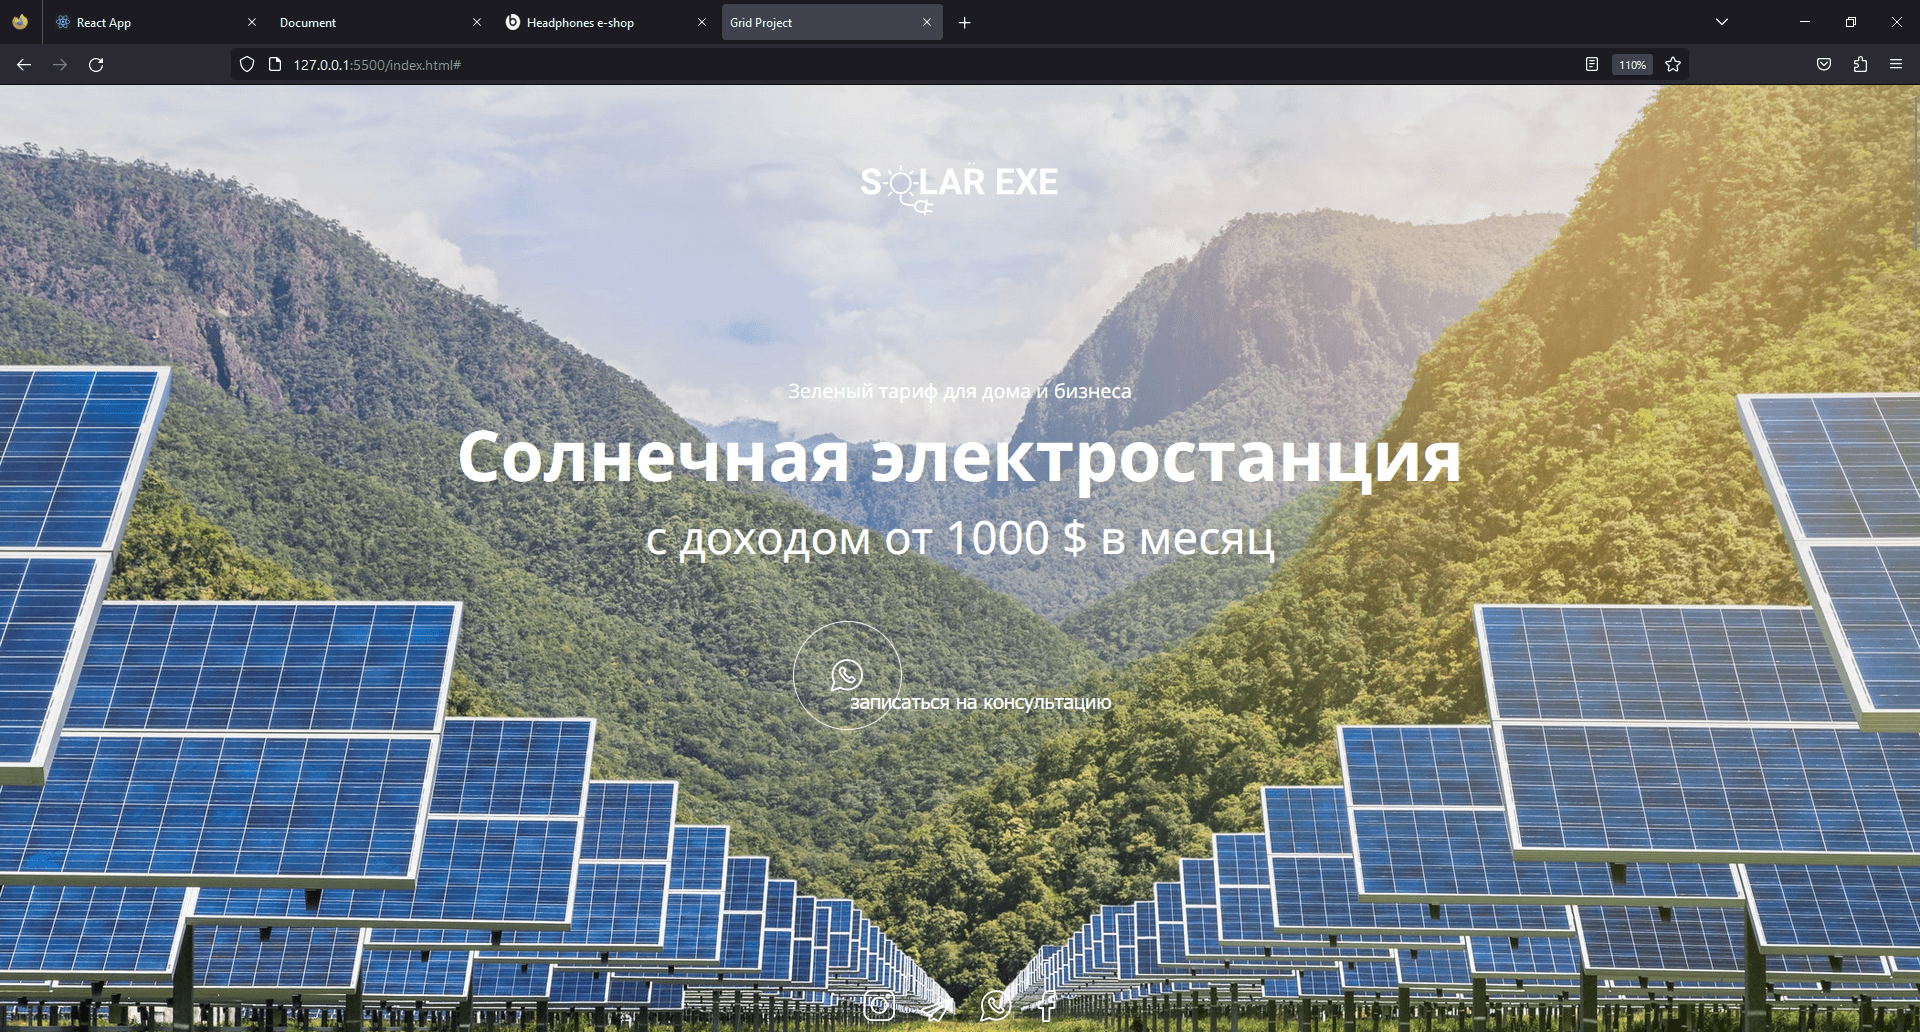 React App
Document
Headphones e-shop
Grid Project
127.0.0.1:5500/index.html#
110%
SOLAR EXE
Зеленый тариф для дома и бизнеса
Солнечная электростанция
с доходом от 1000 $ в месяц
записаться на консультацию